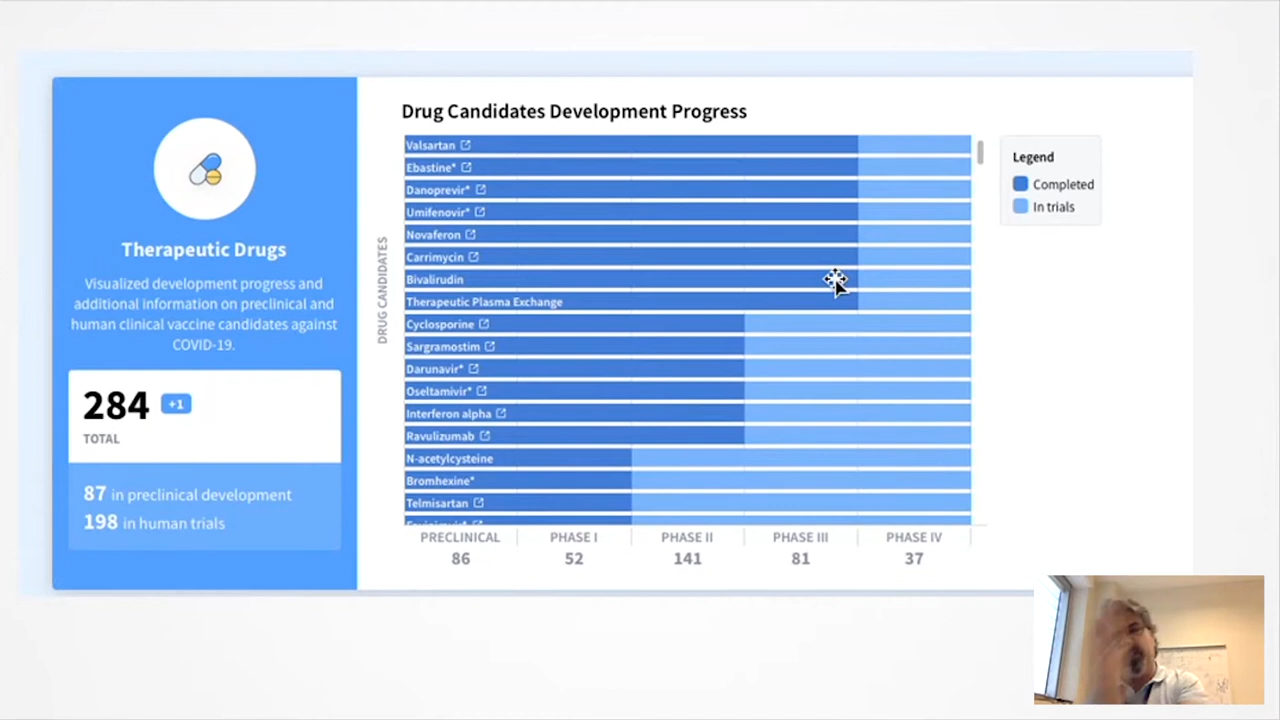 Therapeutic Drugs
Visualized development progress and
additional information on preclinical and
human clinical vaccine candidates against
COVID-19.
284 +1
TOTAL
87 in preclinical development
198 in human trials
Drug Candidates Development Progress
DRUG CANDIDATES
Valsartan
Ebastine*
Danoprevir*
Umifenovir*
Novaferon
Carrimycin
Bivalirudin
Therapeutic Plasma Exchange
Cyclosporine
Sargramostim
Darunavir*
Oseltamivir*
Interferon alpha
Ravulizumab
N-acetylcysteine
Bromhexine*
Telmisartan
PRECLINICAL PHASE I PHASE II PHASE III PHASE IV
86 52 141 81 37
Legend
Completed
In trials